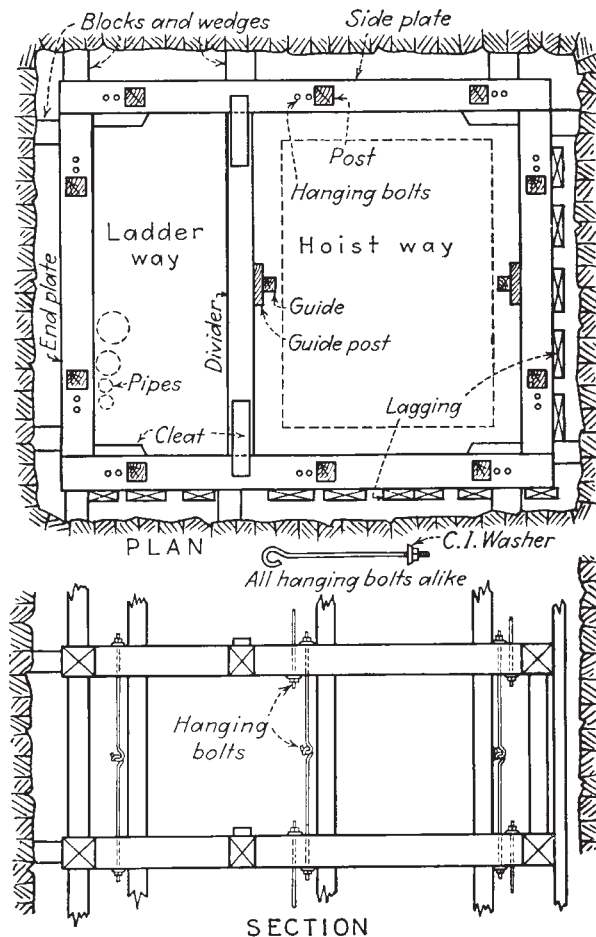 Blocks and wedges
Side plate
Post
Hanging bolts
Ladder
way
Hoist way
End plate
Divider
Guide
Guide post
Pipes
Cleat
Lagging
PLAN
C.I. Washer
All hanging bolts alike
Hanging
bolts
SECTION